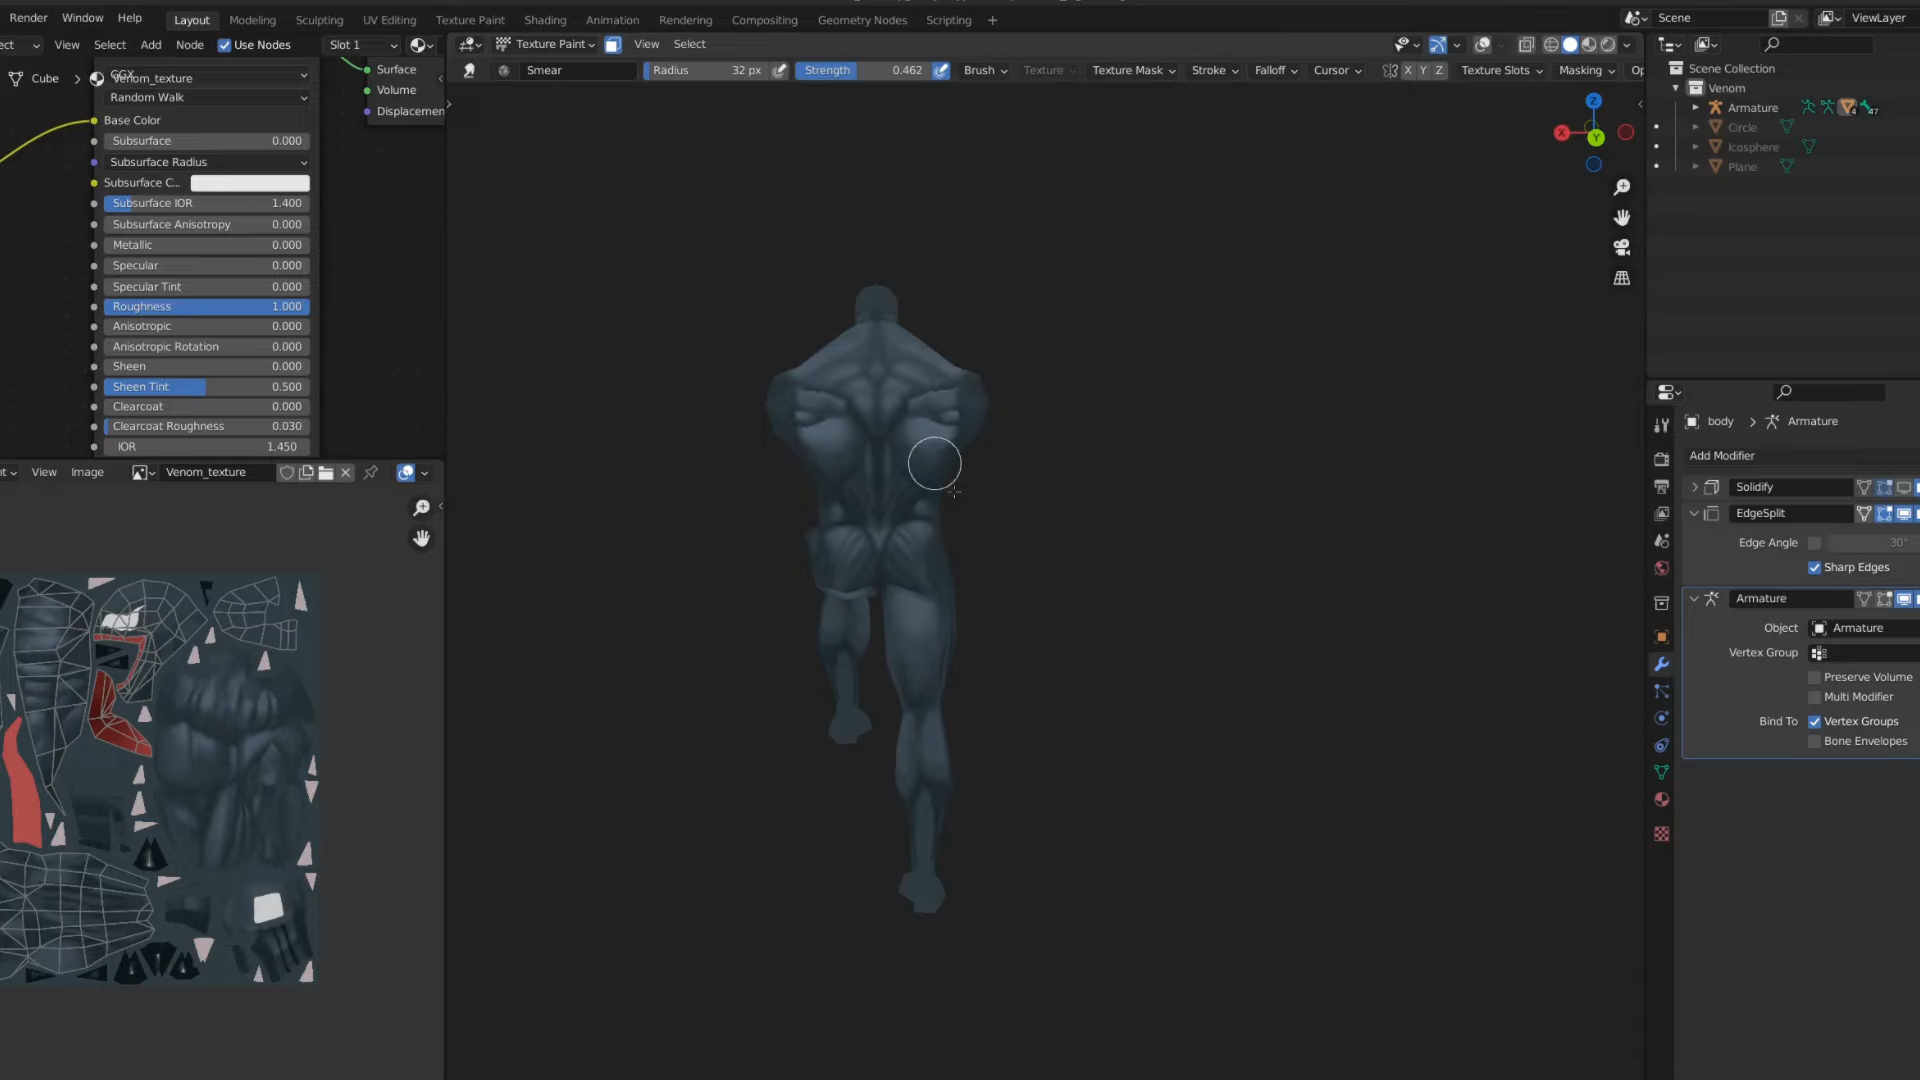 Render Window Help Layout Modeling Sculpting UV Editing Texture Paint Shading Animation Rendering Compositing Geometry Nodes Scripting + Scene ViewLayer
View Select Add Node Use Nodes Slot 1 Texture Paint View Select
Smear Radius 32 px Strength 0.462 Brush Texture Texture Mask Stroke Falloff Cursor X Y Z Texture Slots Masking Op
Cube > Venom_texture
GGX
Random Walk
Base Color
Subsurface 0.000
Subsurface Radius
Subsurface C...
Subsurface IOR 1.400
Subsurface Anisotropy 0.000
Metallic 0.000
Specular 0.000
Specular Tint 0.000
Roughness 1.000
Anisotropic 0.000
Anisotropic Rotation 0.000
Sheen 0.000
Sheen Tint 0.500
Clearcoat 0.000
Clearcoat Roughness 0.030
IOR 1.450
Surface
Volume
Displacemen
View Image Venom_texture
Z
X
Y
Scene Collection
Venom
Armature 4 47
Circle
Icosphere
Plane
body > Armature
Add Modifier
Solidify
EdgeSplit
Edge Angle 30°
Sharp Edges
Armature
Object Armature
Vertex Group
Preserve Volume
Multi Modifier
Bind To Vertex Groups
Bone Envelopes